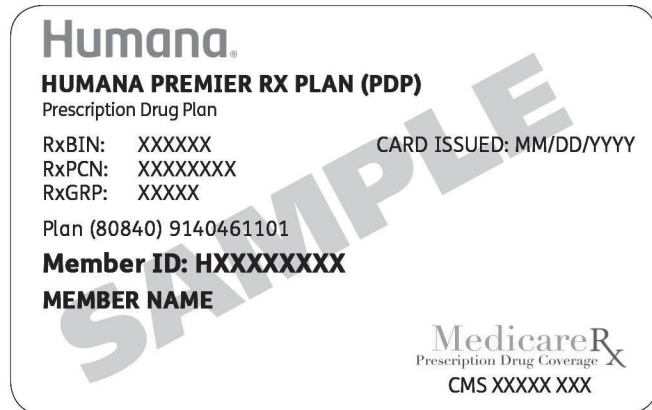 Humana®
HUMANA PREMIER RX PLAN (PDP)
Prescription Drug Plan
RxBIN: XXXXXX CARD ISSUED: MM/DD/YYYY
RxPCN: XXXXXXXX
RxGRP: XXXXX
Plan (80840) 9140461101
Member ID: HXXXXXXXX
MEMBER NAME
SAMPLE
MedicareRx
Prescription Drug Coverage
CMS XXXXX XXX